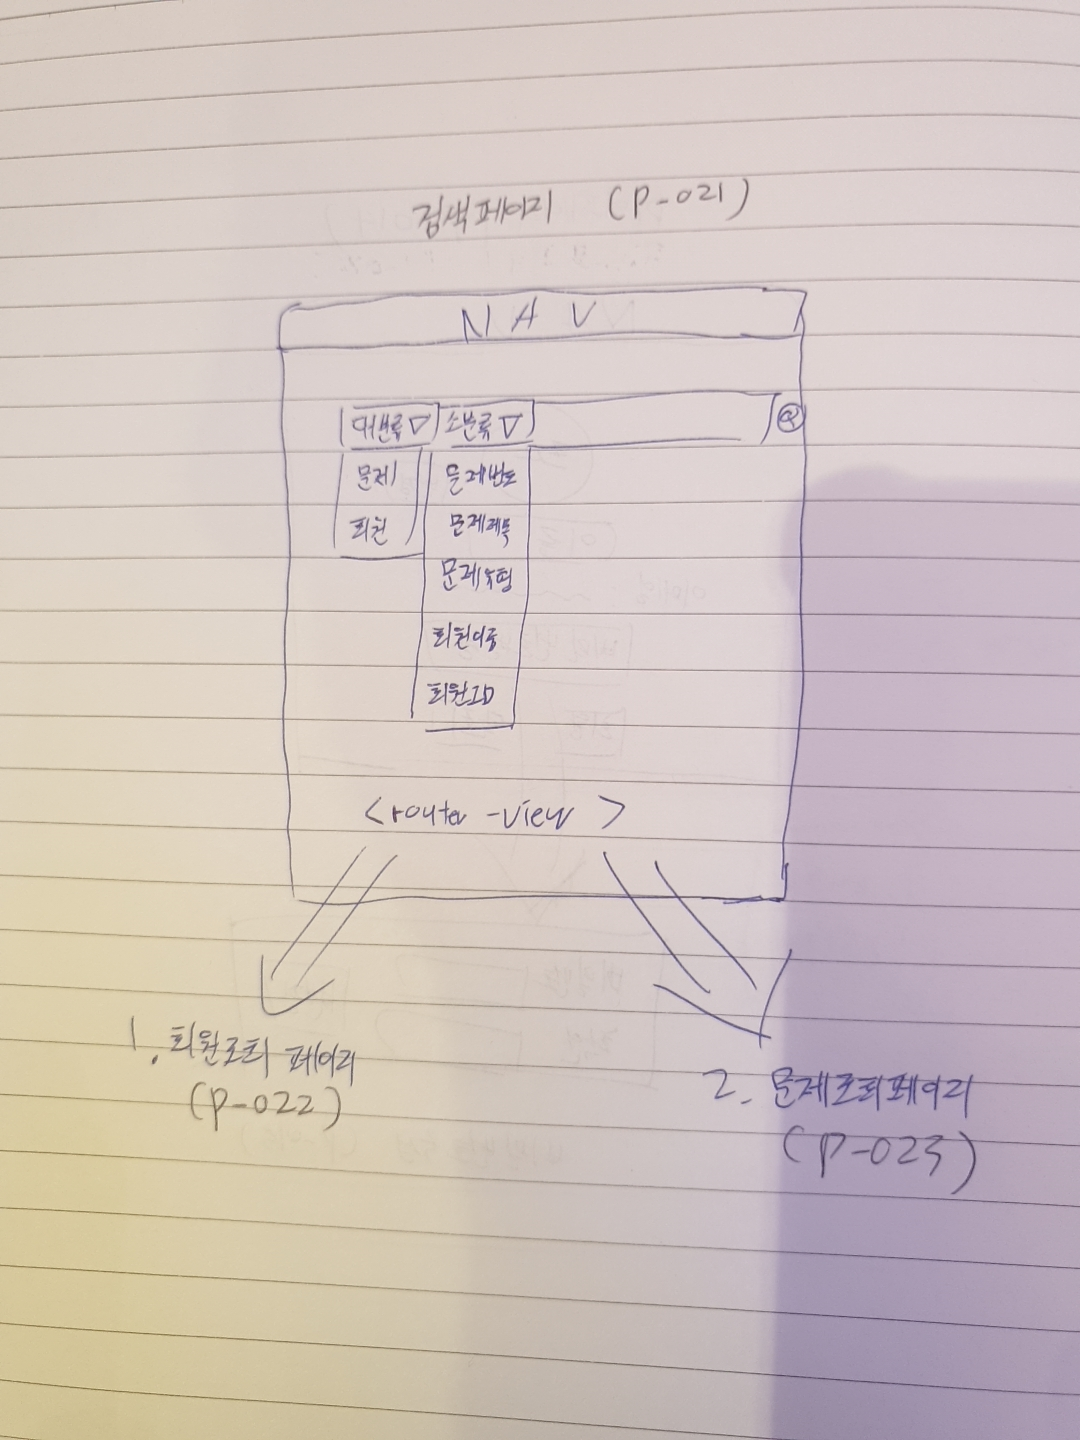 검색페이지 (P-021)
N A V
대분류▽ 소분류▽
문제 문제번호
회원 문제제목
문제유형
회원이름
회원ID
<router-view>
1. 회원조회 페이지
(P-022)
2. 문제조회페이지
(P-023)